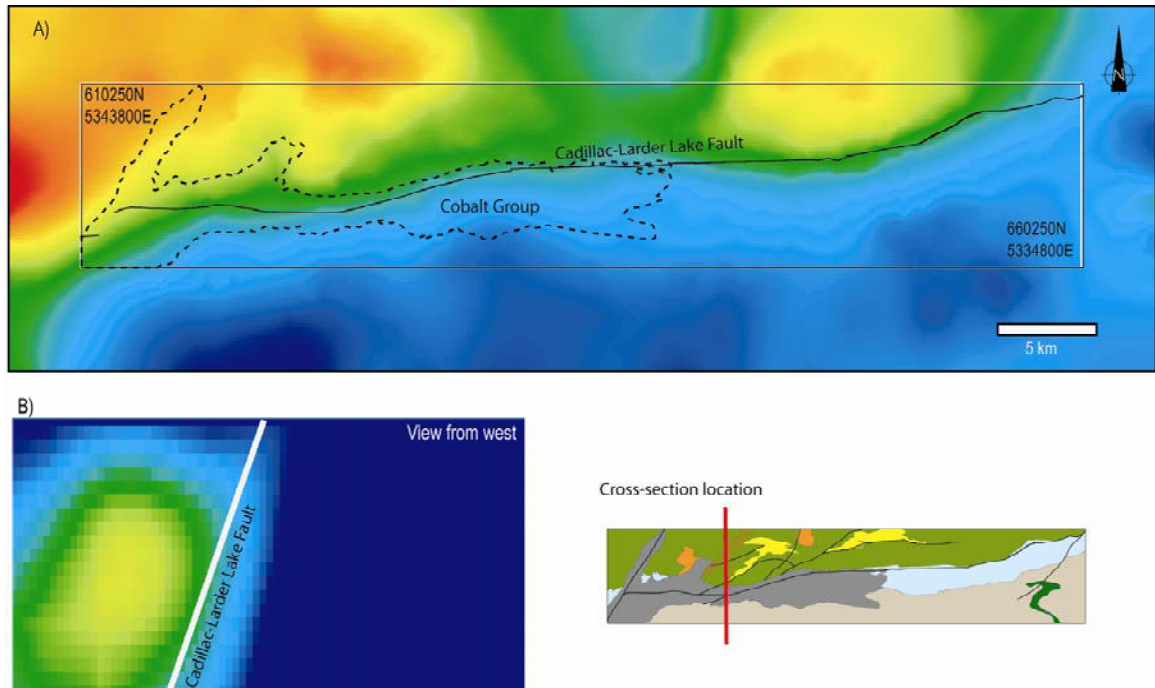 A)
N
610250N
5343800E
Cadillac-Larder Lake Fault
Cobalt Group
660250N
5334800E
5 km
B)
View from west
Cadillac-Larder Lake Fault
Cross-section location